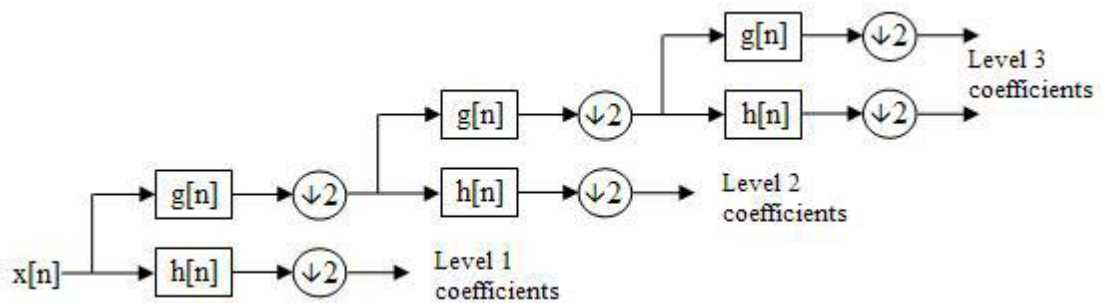 g[n] ↓2
Level 3
coefficients
g[n] ↓2 h[n] ↓2
g[n] ↓2 h[n] ↓2
Level 2
coefficients
x[n] h[n] ↓2
Level 1
coefficients